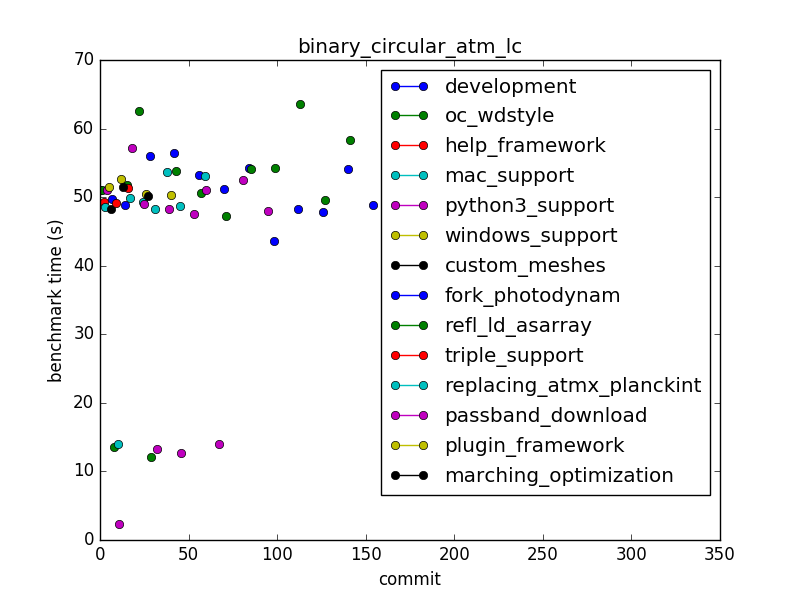 binary_circular_atm_lc
70
60
50
40
30
20
10
0
benchmark time (s)
development
oc_wdstyle
help_framework
mac_support
python3_support
windows_support
custom_meshes
fork_photodynam
refl_ld_asarray
triple_support
replacing_atmx_planckint
passband_download
plugin_framework
marching_optimization
0 50 100 150 200 250 300 350
commit